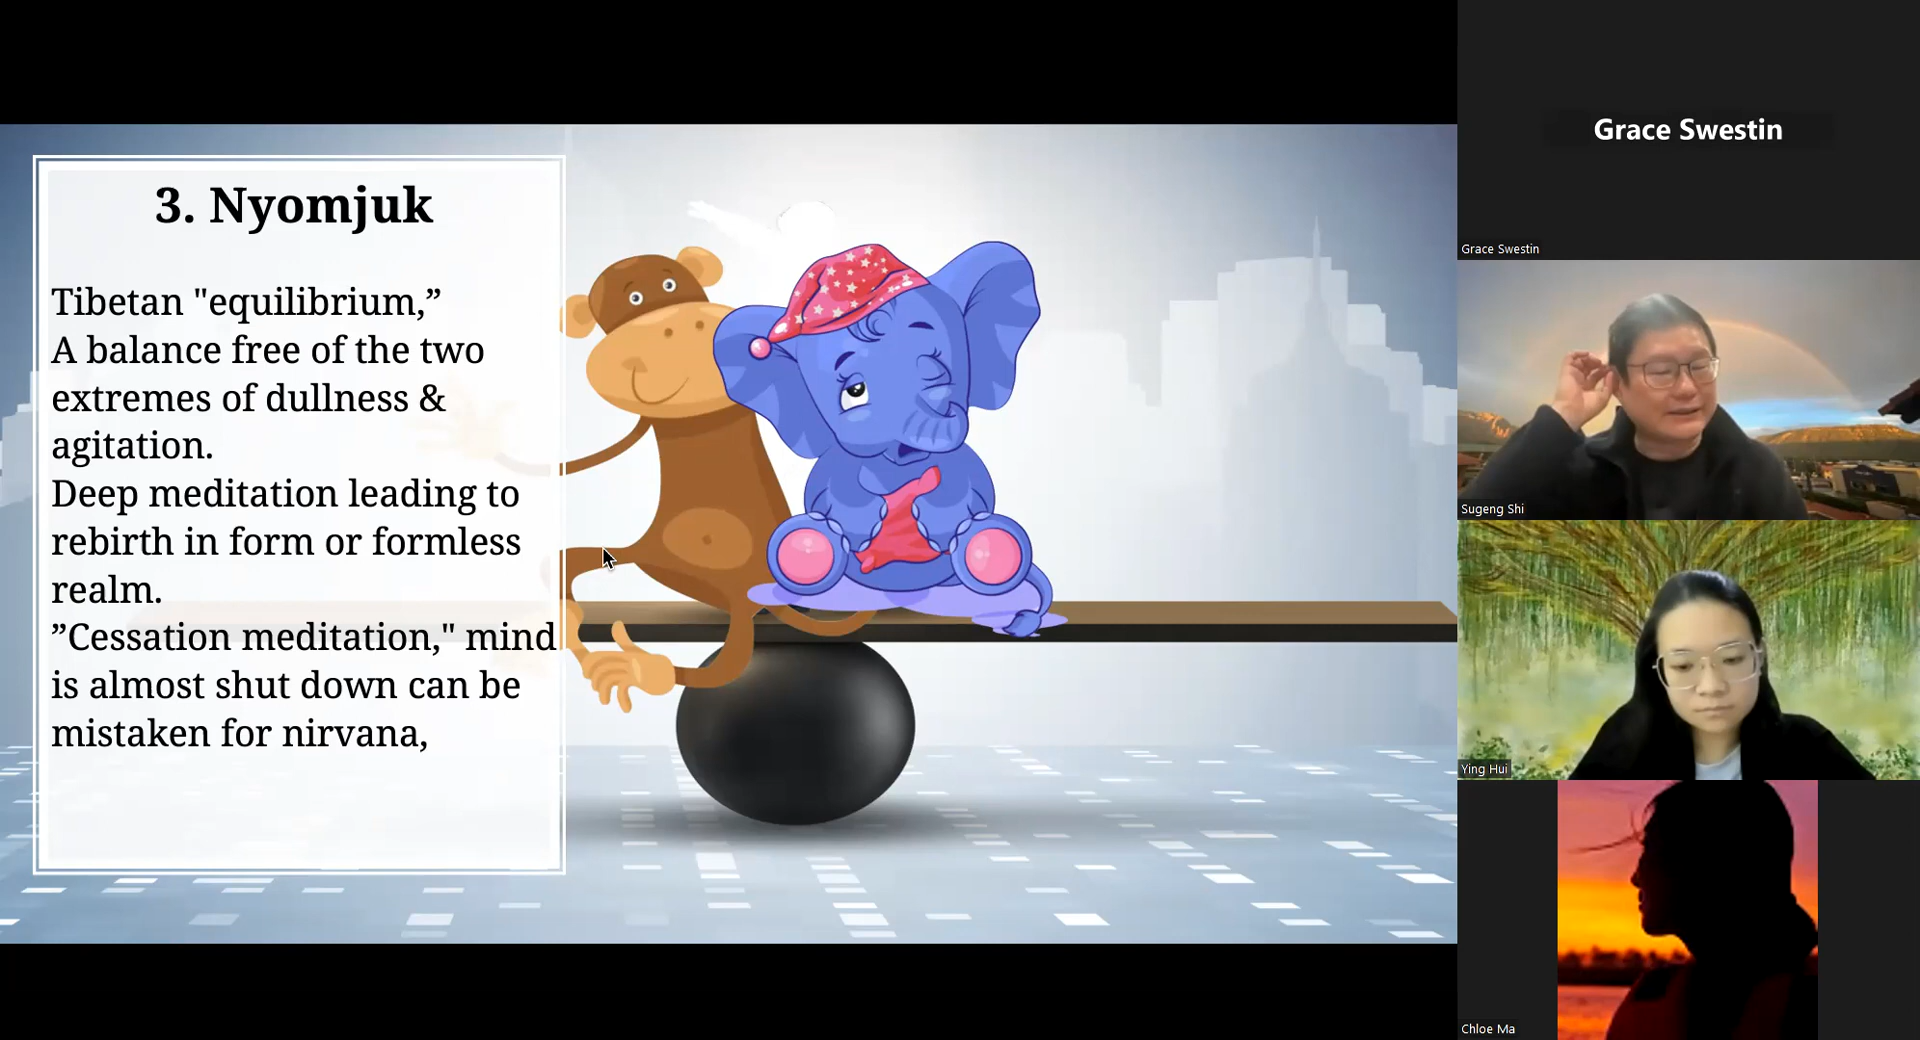 3. Nyomjuk
Tibetan "equilibrium,”
A balance free of the two
extremes of dullness &
agitation.
Deep meditation leading to
rebirth in form or formless
realm.
”Cessation meditation," mind
is almost shut down can be
mistaken for nirvana,
Grace Swestin
Grace Swestin
Sugeng Shi
Ying Hui
Chloe Ma